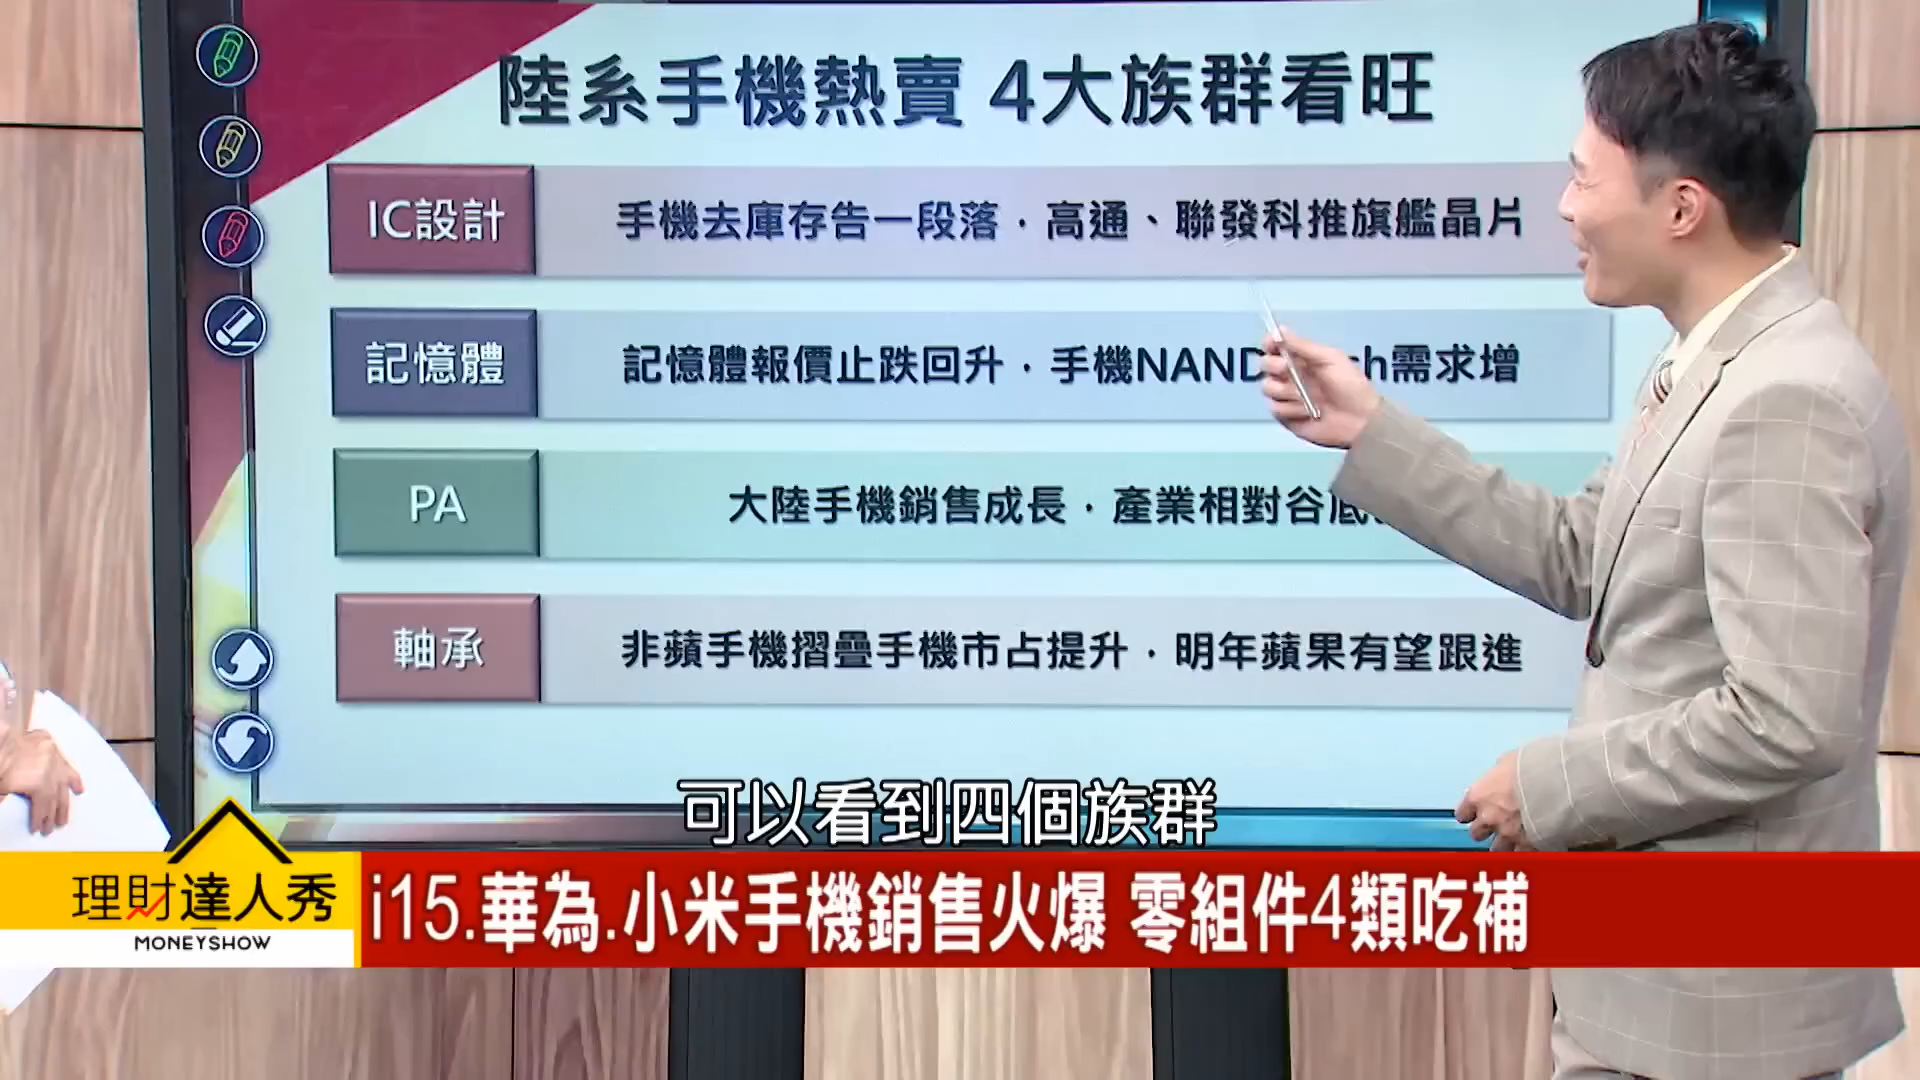 陸系手機熱賣 4大族群看旺
IC設計
手機去庫存告一段落，高通、聯發科推旗艦晶片
記憶體
記憶體報價止跌回升，手機NAND 需求增
PA
大陸手機銷售成長，產業相對谷底
軸承
非蘋手機摺疊手機市占提升，明年蘋果有望跟進
可以看到四個族群
理財達人秀
MONEYSHOW
i15.華為.小米手機銷售火爆 零組件4類吃補